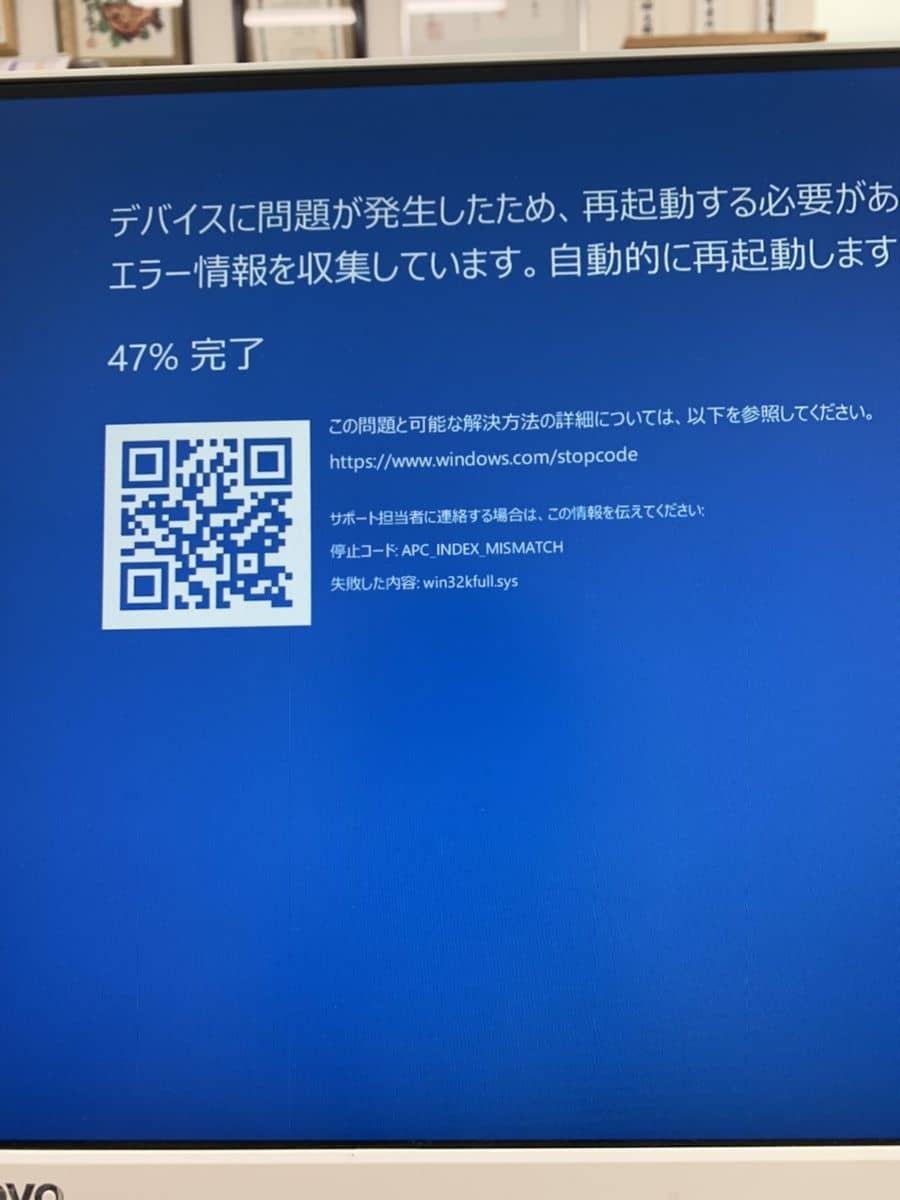 デバイスに問題が発生したため、再起動する必要があ
エラー情報を収集しています。自動的に再起動します
47% 完了
この問題と可能な解決方法の詳細については、以下を参照してください。
https://www.windows.com/stopcode
サポート担当者に連絡する場合は、この情報を伝えてください:
停止コード: APC_INDEX_MISMATCH
失敗した内容: win32kfull.sys